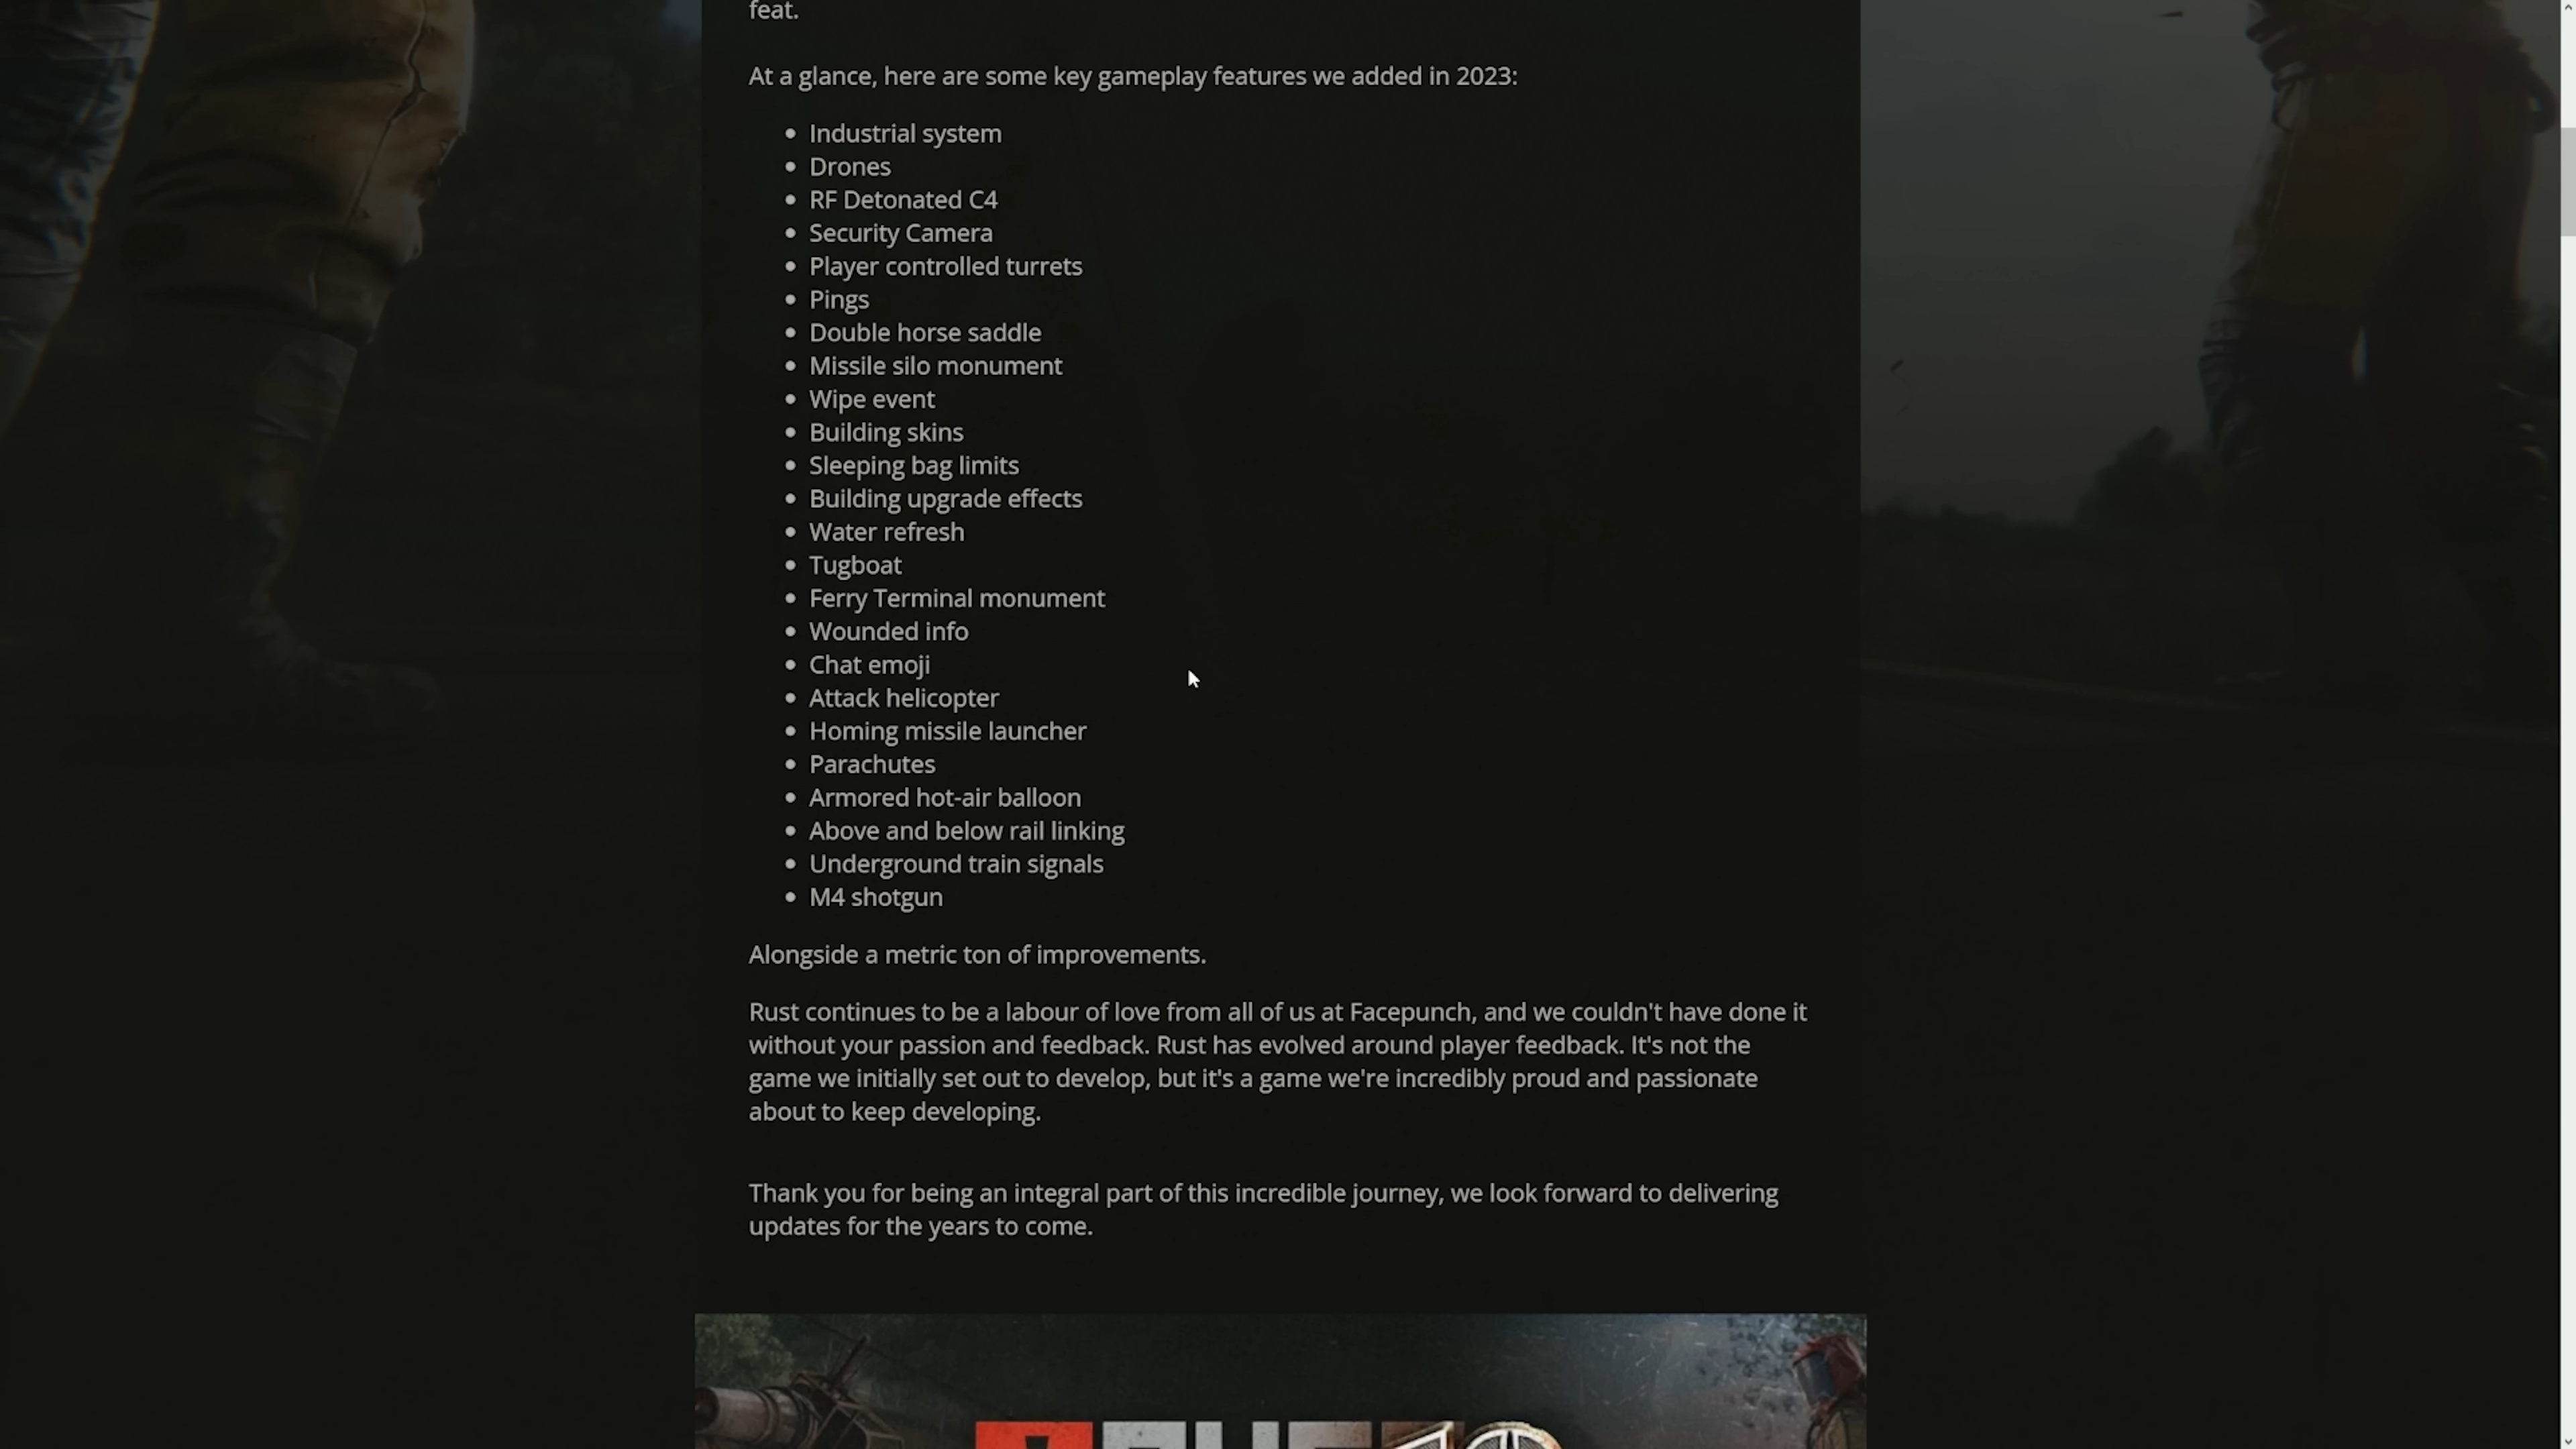 feat.
At a glance, here are some key gameplay features we added in 2023:
• Industrial system
• Drones
• RF Detonated C4
• Security Camera
• Player controlled turrets
• Pings
• Double horse saddle
• Missile silo monument
• Wipe event
• Building skins
• Sleeping bag limits
• Building upgrade effects
• Water refresh
• Tugboat
• Ferry Terminal monument
• Wounded info
• Chat emoji
• Attack helicopter
• Homing missile launcher
• Parachutes
• Armored hot-air balloon
• Above and below rail linking
• Underground train signals
• M4 shotgun
Alongside a metric ton of improvements.
Rust continues to be a labour of love from all of us at Facepunch, and we couldn't have done it
without your passion and feedback. Rust has evolved around player feedback. It's not the
game we initially set out to develop, but it's a game we're incredibly proud and passionate
about to keep developing.
Thank you for being an integral part of this incredible journey, we look forward to delivering
updates for the years to come.